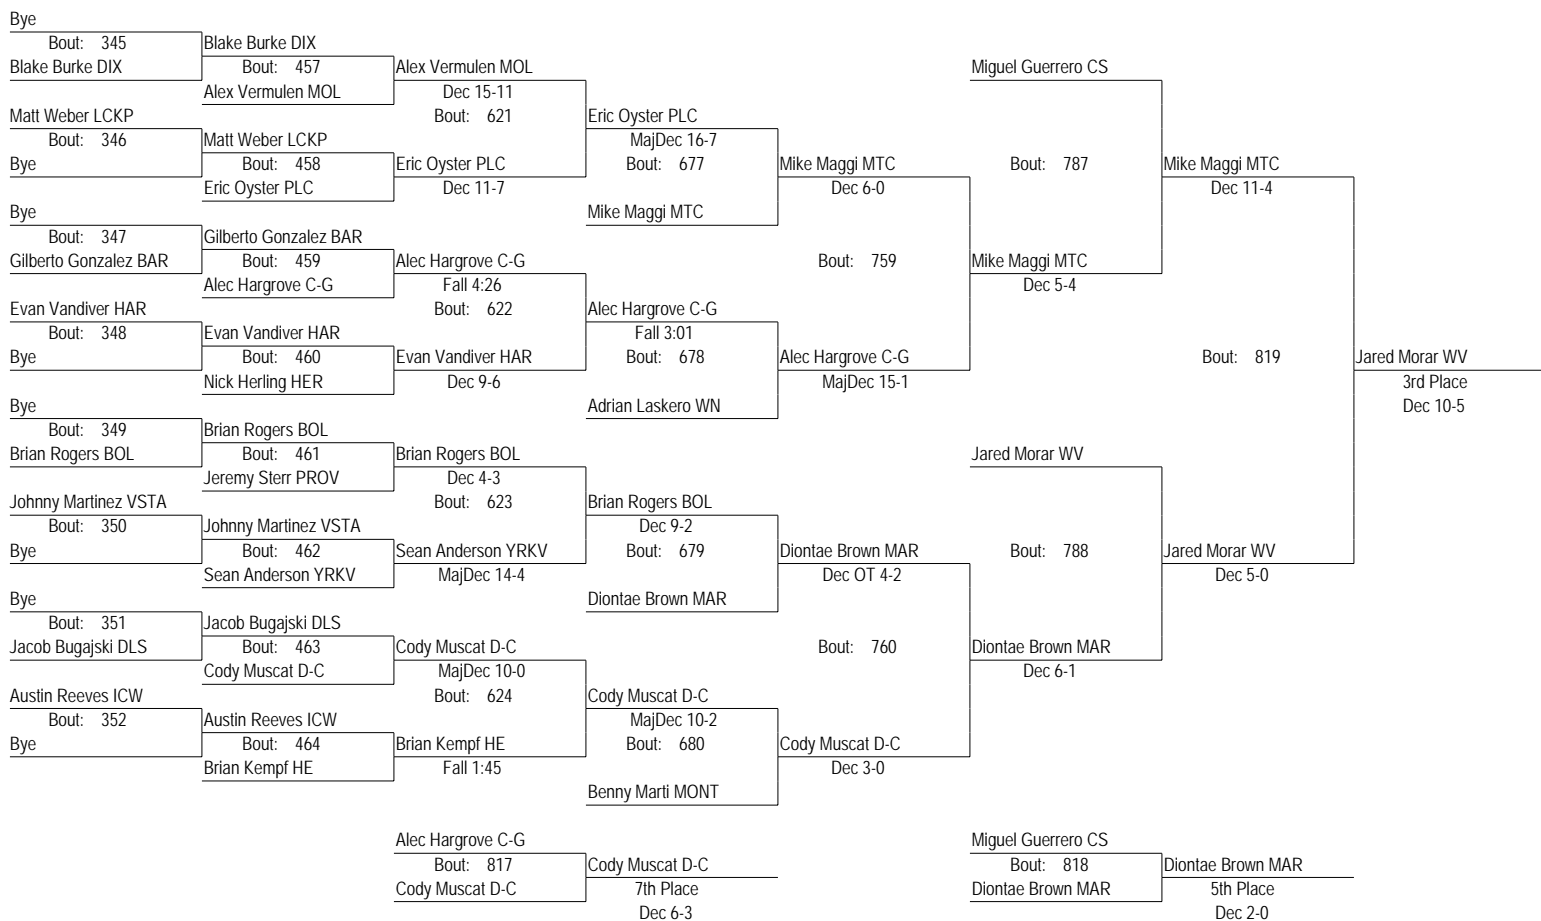 Bye
Bout: 345
Blake Burke DIX
Blake Burke DIX
Bout: 457
Alex Vermulen MOL
Alex Vermulen MOL
Dec 15-11
Bout: 621
Matt Weber LCKP
Bout: 346
Bye
Matt Weber LCKP
Bout: 458
Eric Oyster PLC
Eric Oyster PLC
Dec 11-7
Eric Oyster PLC
MajDec 16-7
Bout: 677
Mike Maggi MTC
Mike Maggi MTC
Dec 6-0
Bye
Bout: 347
Gilberto Gonzalez BAR
Gilberto Gonzalez BAR
Bout: 459
Alec Hargrove C-G
Alec Hargrove C-G
Fall 4:26
Bout: 622
Evan Vandiver HAR
Bout: 348
Bye
Evan Vandiver HAR
Bout: 460
Nick Herling HER
Evan Vandiver HAR
Dec 9-6
Alec Hargrove C-G
Fall 3:01
Bout: 678
Adrian Laskero WN
Alec Hargrove C-G
MajDec 15-1
Bout: 759
Mike Maggi MTC
Dec 5-4
Miguel Guerrero CS
Bout: 787
Mike Maggi MTC
Dec 11-4
Bye
Bout: 349
Brian Rogers BOL
Brian Rogers BOL
Bout: 461
Jeremy Sterr PROV
Brian Rogers BOL
Dec 4-3
Bout: 623
Johnny Martinez VSTA
Bout: 350
Bye
Johnny Martinez VSTA
Bout: 462
Sean Anderson YRKV
Sean Anderson YRKV
MajDec 14-4
Brian Rogers BOL
Dec 9-2
Bout: 679
Diontae Brown MAR
Diontae Brown MAR
Dec OT 4-2
Bye
Bout: 351
Jacob Bugajski DLS
Jacob Bugajski DLS
Bout: 463
Cody Muscat D-C
Cody Muscat D-C
MajDec 10-0
Bout: 624
Austin Reeves ICW
Bout: 352
Bye
Austin Reeves ICW
Bout: 464
Brian Kempf HE
Brian Kempf HE
Fall 1:45
Cody Muscat D-C
MajDec 10-2
Bout: 680
Benny Marti MONT
Cody Muscat D-C
Dec 3-0
Bout: 760
Diontae Brown MAR
Dec 6-1
Jared Morar WV
Bout: 788
Jared Morar WV
Dec 5-0
Bout: 819
Jared Morar WV
3rd Place
Dec 10-5
Alec Hargrove C-G
Bout: 817
Cody Muscat D-C
Cody Muscat D-C
7th Place
Dec 6-3
Miguel Guerrero CS
Bout: 818
Diontae Brown MAR
Diontae Brown MAR
5th Place
Dec 2-0